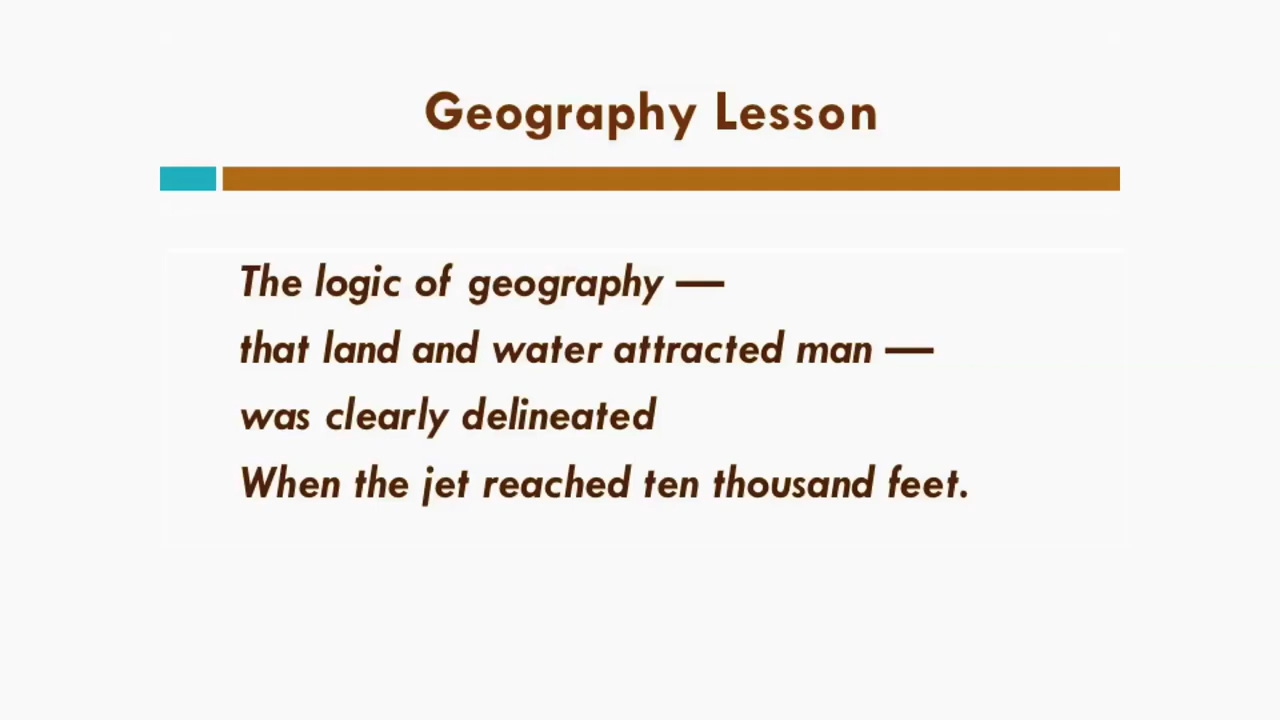 Geography Lesson
The logic of geography —
that land and water attracted man —
was clearly delineated
When the jet reached ten thousand feet.